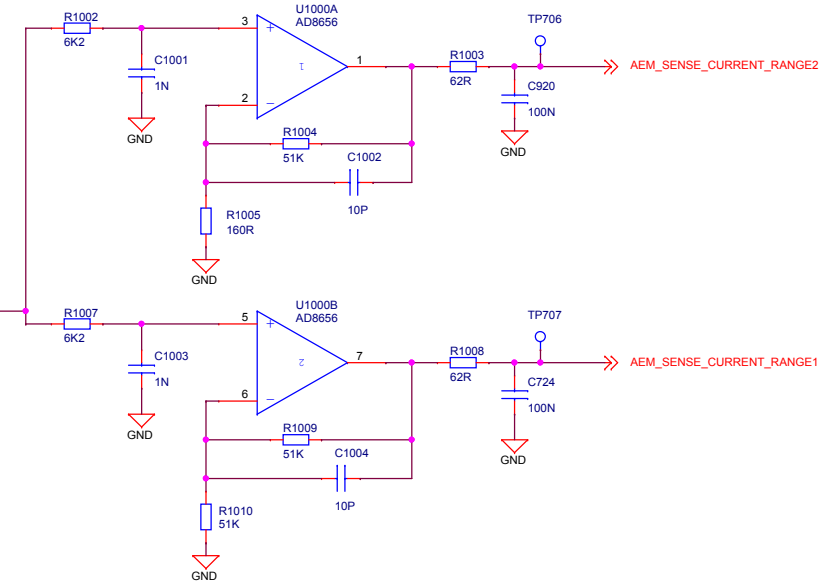 U1000A
AD8656
R1002
6K2
3
+
C1001
1N
GND
1
1
2
−
TP706
R1003
62R
AEM_SENSE_CURRENT_RANGE2
C920
100N
GND
R1004
51K
C1002
10P
R1005
160R
GND
U1000B
AD8656
R1007
6K2
5
+
C1003
1N
GND
2
7
6
−
TP707
R1008
62R
AEM_SENSE_CURRENT_RANGE1
C724
100N
GND
R1009
51K
C1004
10P
R1010
51K
GND